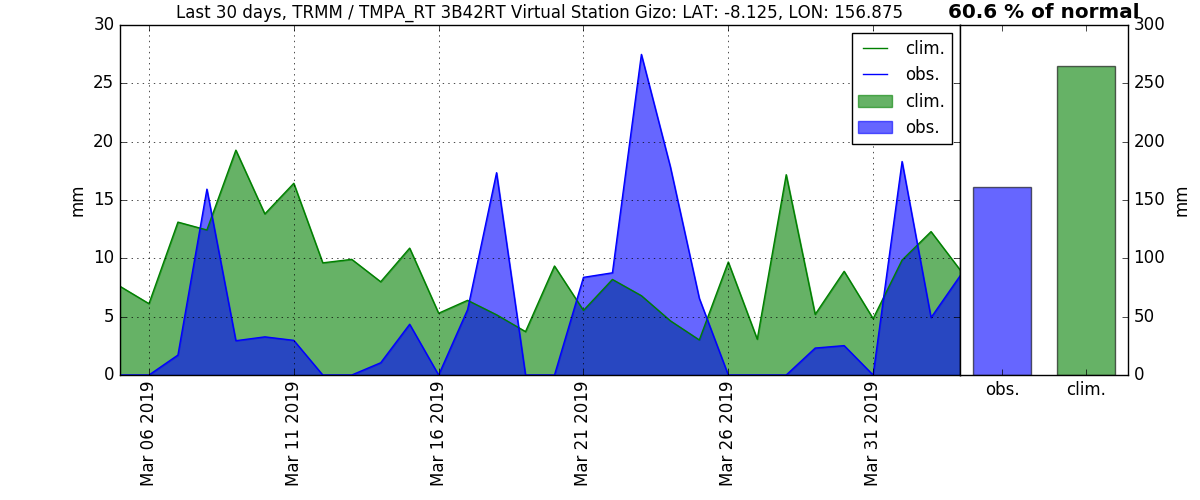 Last 30 days, TRMM / TMPA_RT 3B42RT Virtual Station Gizo: LAT: -8.125, LON: 156.875
60.6 % of normal
30
25
20
15
10
5
0
mm
clim.
obs.
clim.
obs.
Mar 06 2019
Mar 11 2019
Mar 16 2019
Mar 21 2019
Mar 26 2019
Mar 31 2019
300
250
200
150
100
50
0
mm
obs.
clim.